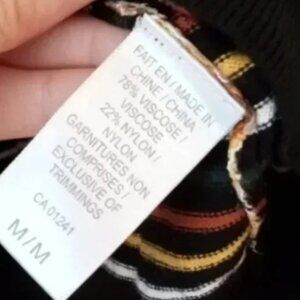 FAIT EN / MADE IN
CHINE / CHINA
78% VISCOSE /
VISCOSE
22% NYLON /
NYLON
GARNITURES NON
COMPRISES /
EXCLUSIVE OF
TRIMMINGS
CA 01241
M/M